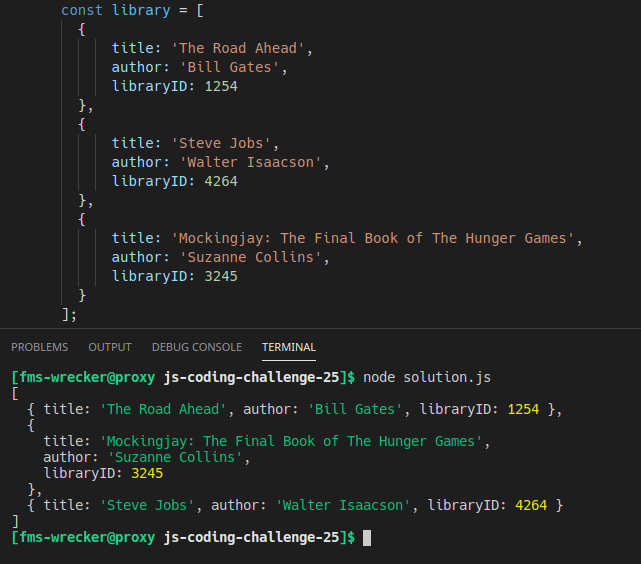 const library = [
{
title: 'The Road Ahead',
author: 'Bill Gates',
libraryID: 1254
},
{
title: 'Steve Jobs',
author: 'Walter Isaacson',
libraryID: 4264
},
{
title: 'Mockingjay: The Final Book of The Hunger Games',
author: 'Suzanne Collins',
libraryID: 3245
}
];
PROBLEMS OUTPUT DEBUG CONSOLE TERMINAL
[fms-wrecker@proxy js-coding-challenge-25]$ node solution.js
[
{ title: 'The Road Ahead', author: 'Bill Gates', libraryID: 1254 },
{
title: 'Mockingjay: The Final Book of The Hunger Games',
author: 'Suzanne Collins',
libraryID: 3245
},
{ title: 'Steve Jobs', author: 'Walter Isaacson', libraryID: 4264 }
]
[fms-wrecker@proxy js-coding-challenge-25]$